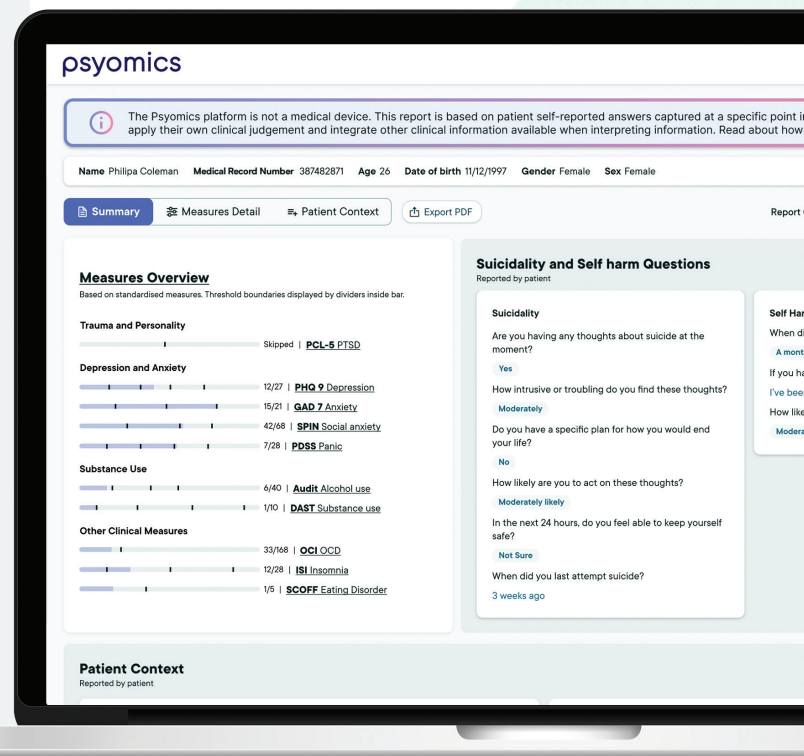 psyomics
The Psyomics platform is not a medical device. This report is based on patient self-reported answers captured at a specific point
apply their own clinical judgement and integrate other clinical information available when interpreting information. Read about how
Name Philipa Coleman Medical Record Number 387482871 Age 26 Date of birth 11/12/1997 Gender Female Sex Female
Summary Measures Detail Patient Context Export PDF Report
Measures Overview
Based on standardised measures. Threshold boundaries displayed by dividers inside bar.
Trauma and Personality
Skipped | PCL-5 PTSD
Depression and Anxiety
12/27 | PHQ 9 Depression
15/21 | GAD 7 Anxiety
42/68 | SPIN Social anxiety
7/28 | PDSS Panic
Substance Use
6/40 | Audit Alcohol use
1/10 | DAST Substance use
Other Clinical Measures
33/168 | OCI OCD
12/28 | ISI Insomnia
1/5 | SCOFF Eating Disorder
Suicidality and Self harm Questions
Reported by patient
Suicidality
Are you having any thoughts about suicide at the
moment?
Yes
How intrusive or troubling do you find these thoughts?
Moderately
Do you have a specific plan for how you would end
your life?
No
How likely are you to act on these thoughts?
Moderately likely
In the next 24 hours, do you feel able to keep yourself
safe?
Not Sure
When did you last attempt suicide?
3 weeks ago
Self
When
A
If you
I've
How
Patient Context
Reported by patient